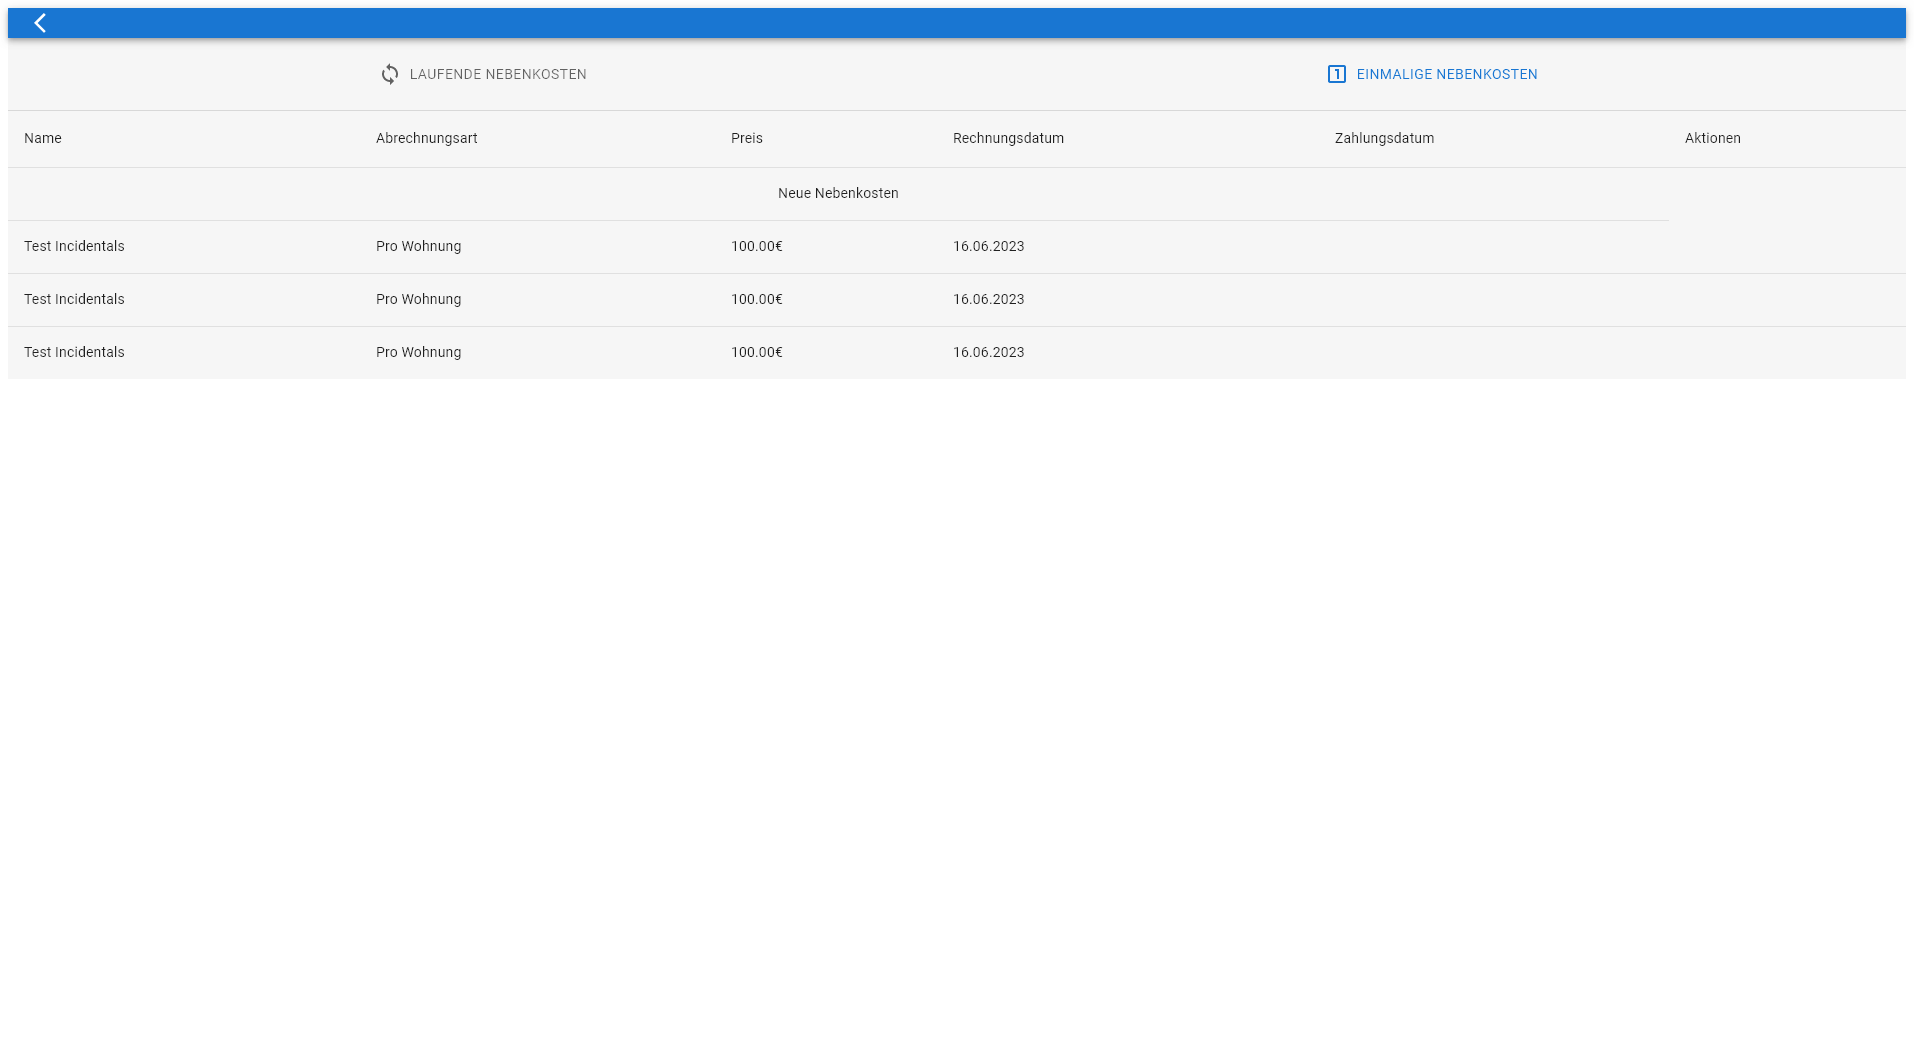 LAUFENDE NEBENKOSTEN EINMALIGE NEBENKOSTEN
Name Abrechnungsart Preis Rechnungsdatum Zahlungsdatum Aktionen
Neue Nebenkosten
Test Incidentals Pro Wohnung 100.00€ 16.06.2023
Test Incidentals Pro Wohnung 100.00€ 16.06.2023
Test Incidentals Pro Wohnung 100.00€ 16.06.2023